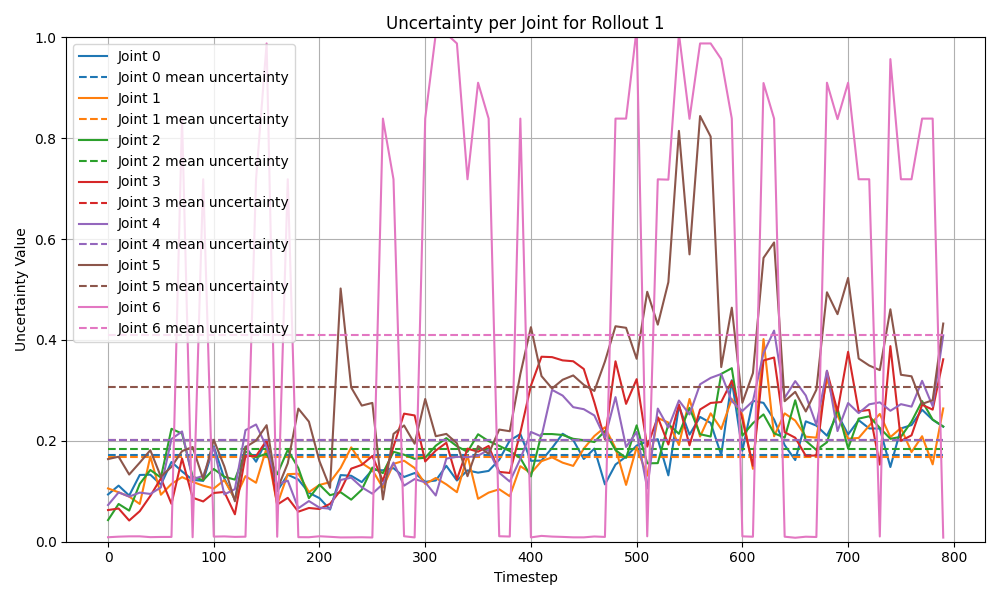 Uncertainty per Joint for Rollout 1
Uncertainty Value
1.0
0.8
0.6
0.4
0.2
0.0
Joint 0
Joint 0 mean uncertainty
Joint 1
Joint 1 mean uncertainty
Joint 2
Joint 2 mean uncertainty
Joint 3
Joint 3 mean uncertainty
Joint 4
Joint 4 mean uncertainty
Joint 5
Joint 5 mean uncertainty
Joint 6
Joint 6 mean uncertainty
0 100 200 300 400 500 600 700 800
Timestep